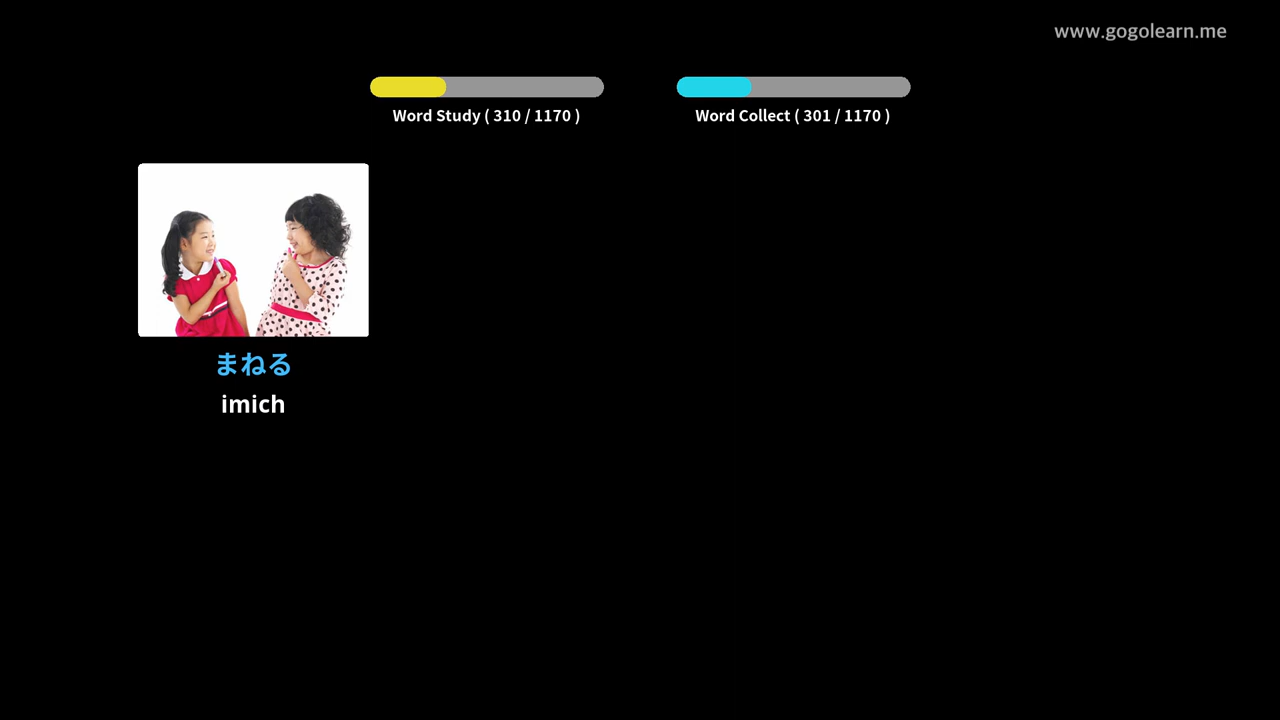 www.gogolearn.me
Word Study ( 310 / 1170 )
Word Collect ( 301 / 1170 )
まねる
imich